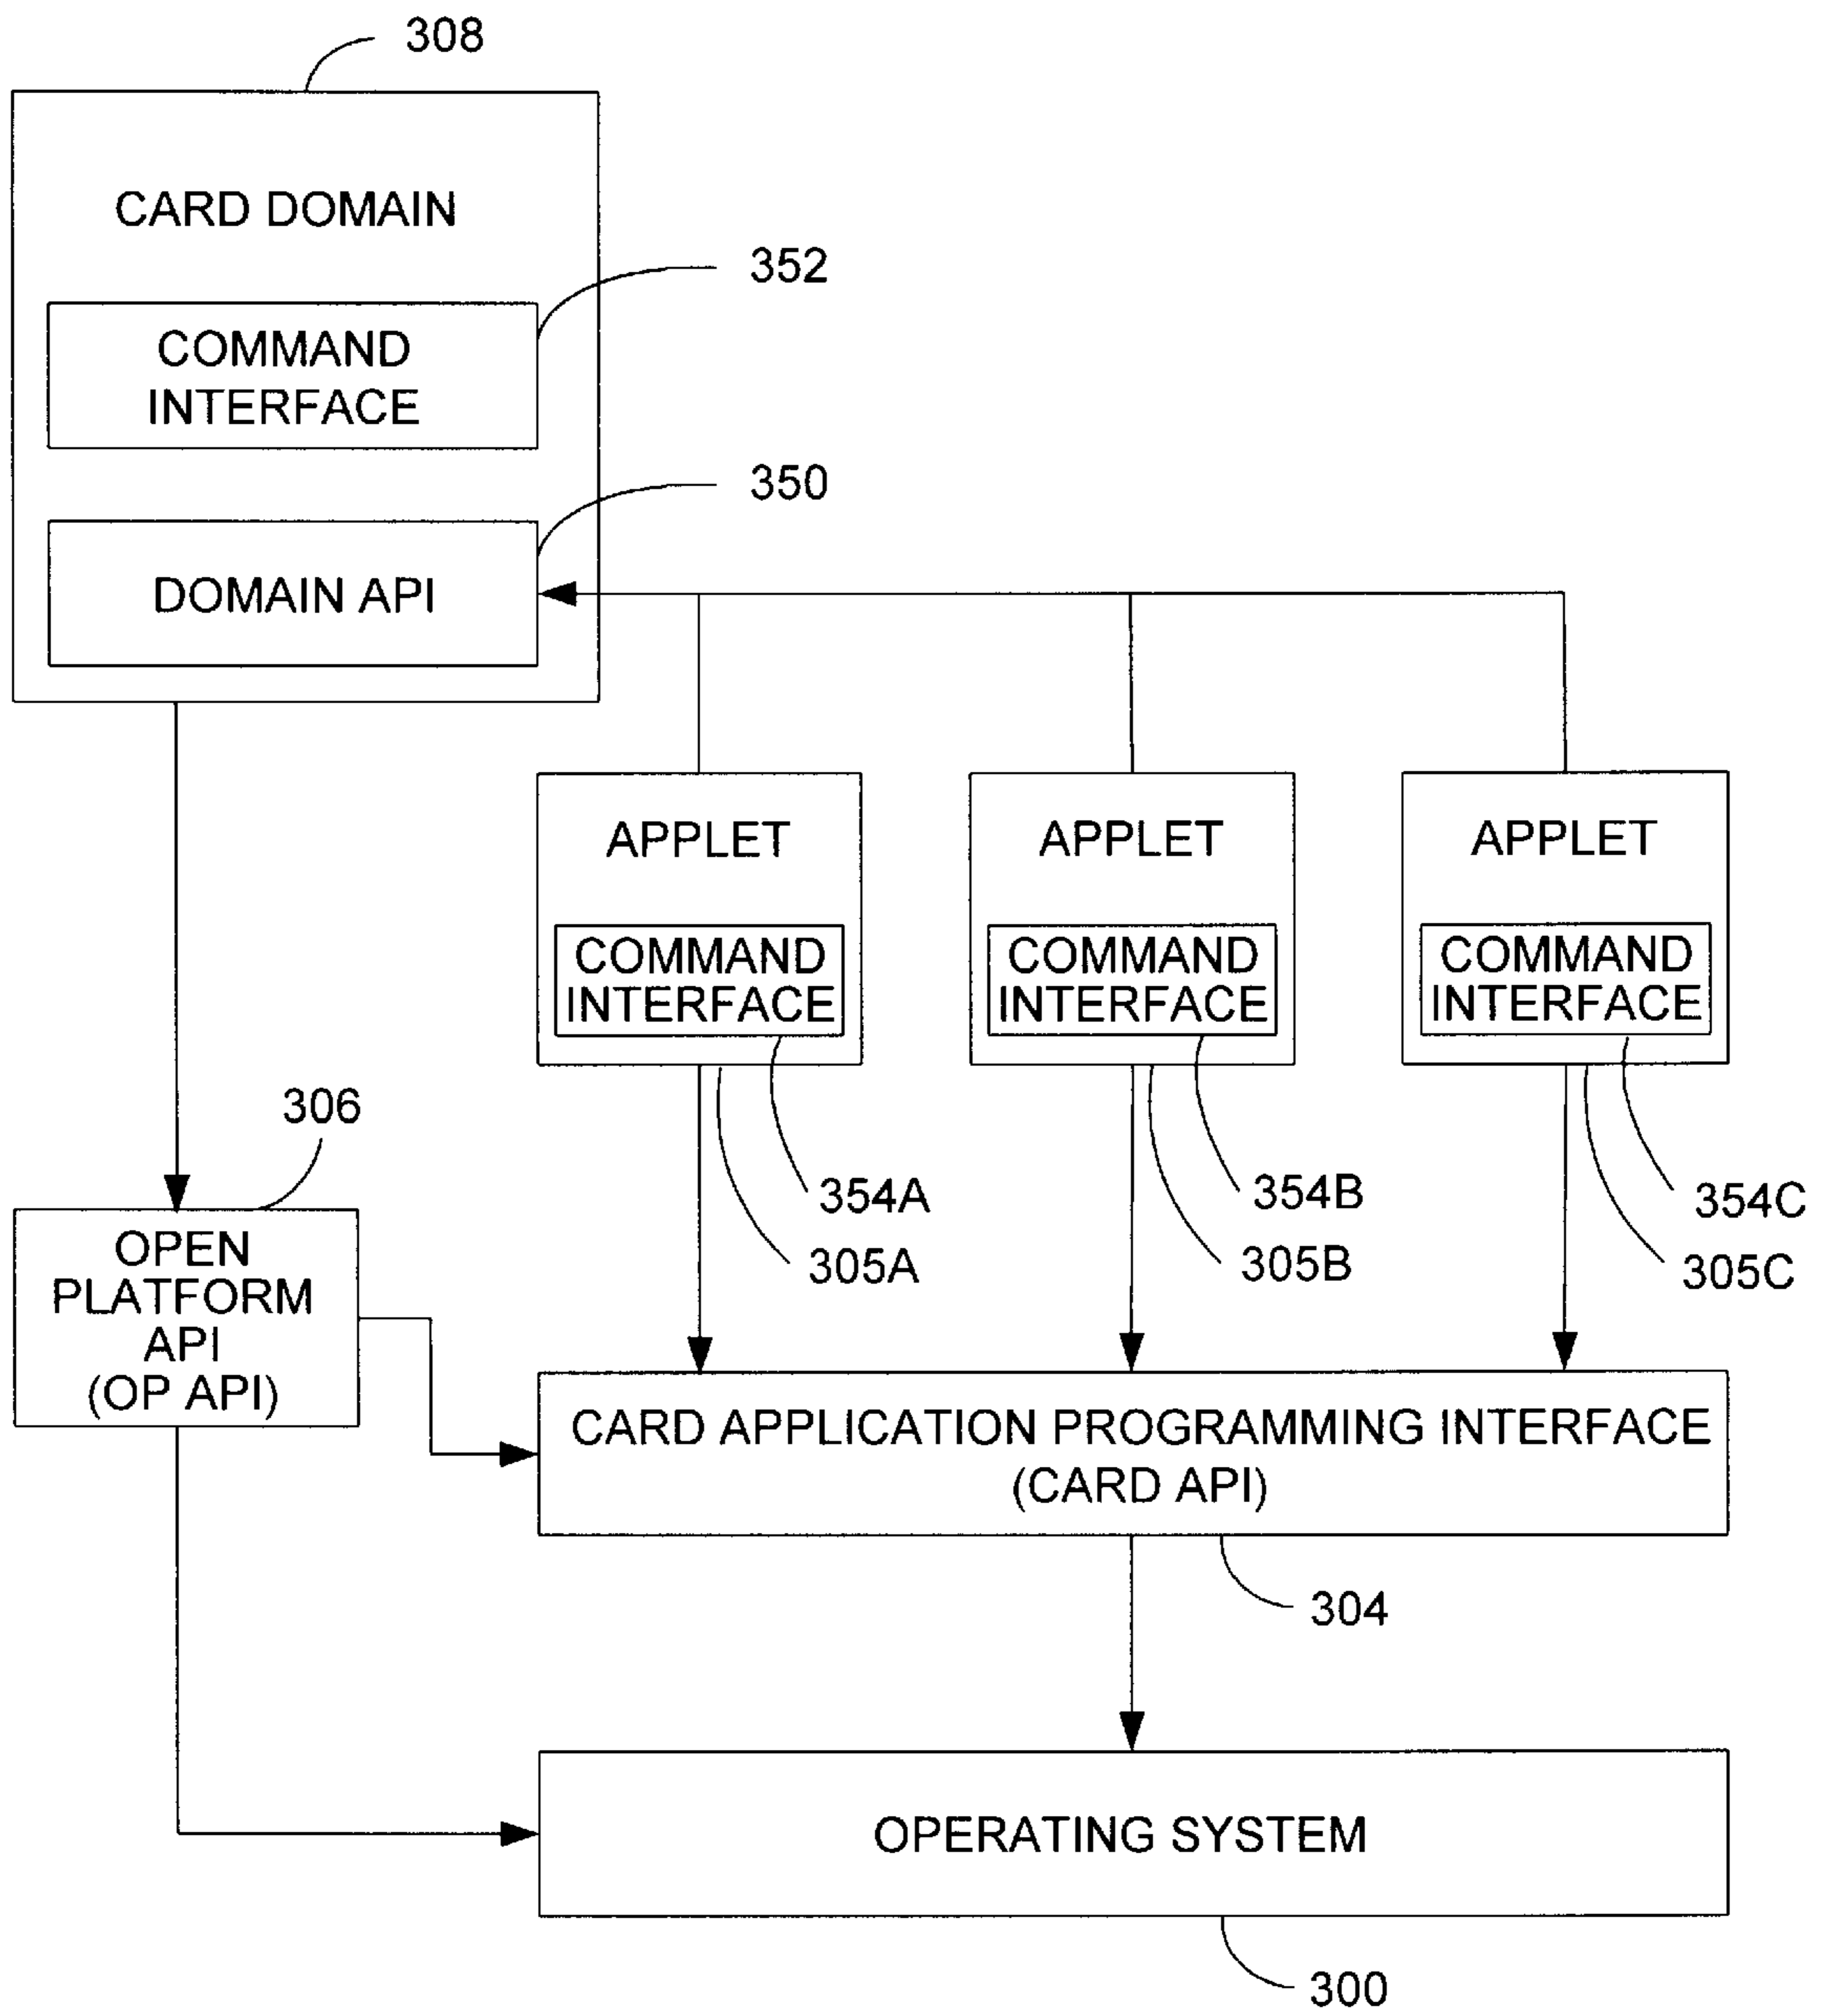 308
CARD DOMAIN
352
COMMAND
INTERFACE
350
DOMAIN API
APPLET
COMMAND
INTERFACE
APPLET
COMMAND
INTERFACE
APPLET
COMMAND
INTERFACE
306
354A
305A
354B
305B
354C
305C
OPEN
PLATFORM
API
(OP API)
CARD APPLICATION PROGRAMMING INTERFACE
(CARD API)
304
OPERATING SYSTEM
300